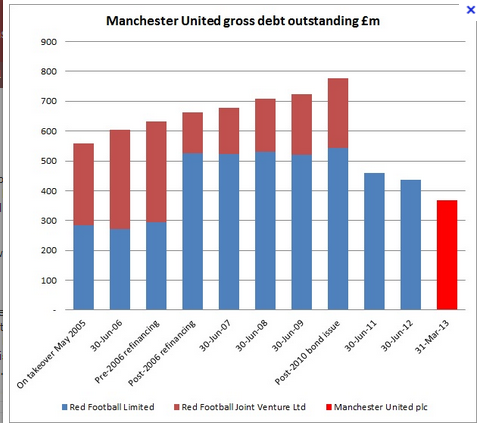 Manchester United gross debt outstanding £m
900
800
700
600
500
400
300
200
100
-
On takeover May 2005
30-Jun-06
Pre-2006 refinancing
Post-2006 refinancing
30-Jun-07
30-Jun-08
30-Jun-09
Post-2010 bond issue
30-Jun-11
30-Jun-12
31-Mar-13
Red Football Limited
Red Football Joint Venture Ltd
Manchester United plc